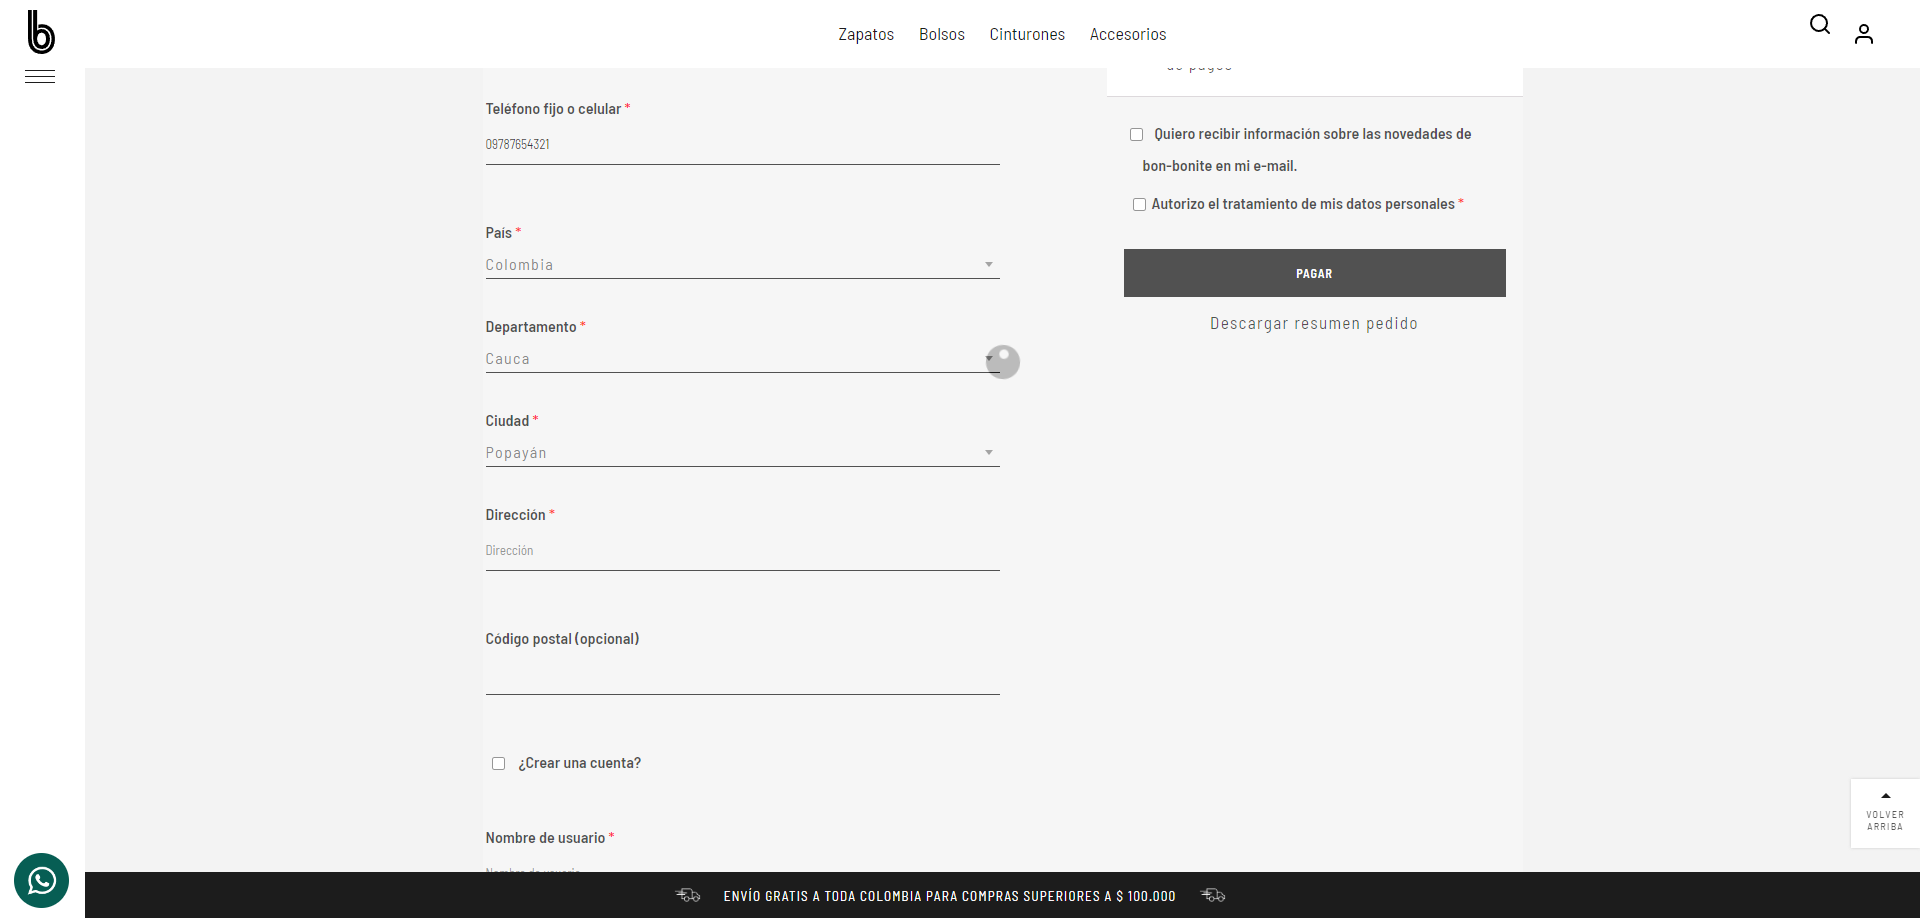 b
Zapatos Bolsos Cinturones Accesorios
Teléfono fijo o celular *
09787654321
País *
Colombia
Departamento *
Cauca
Ciudad *
Popayán
Dirección *
Dirección
Código postal (opcional)
¿Crear una cuenta?
Nombre de usuario *
de pagos
Quiero recibir información sobre las novedades de
bon-bonite en mi e-mail.
Autorizo el tratamiento de mis datos personales *
PAGAR
Descargar resumen pedido
VOLVER
ARRIBA
ENVÍO GRATIS A TODA COLOMBIA PARA COMPRAS SUPERIORES A $ 100.000